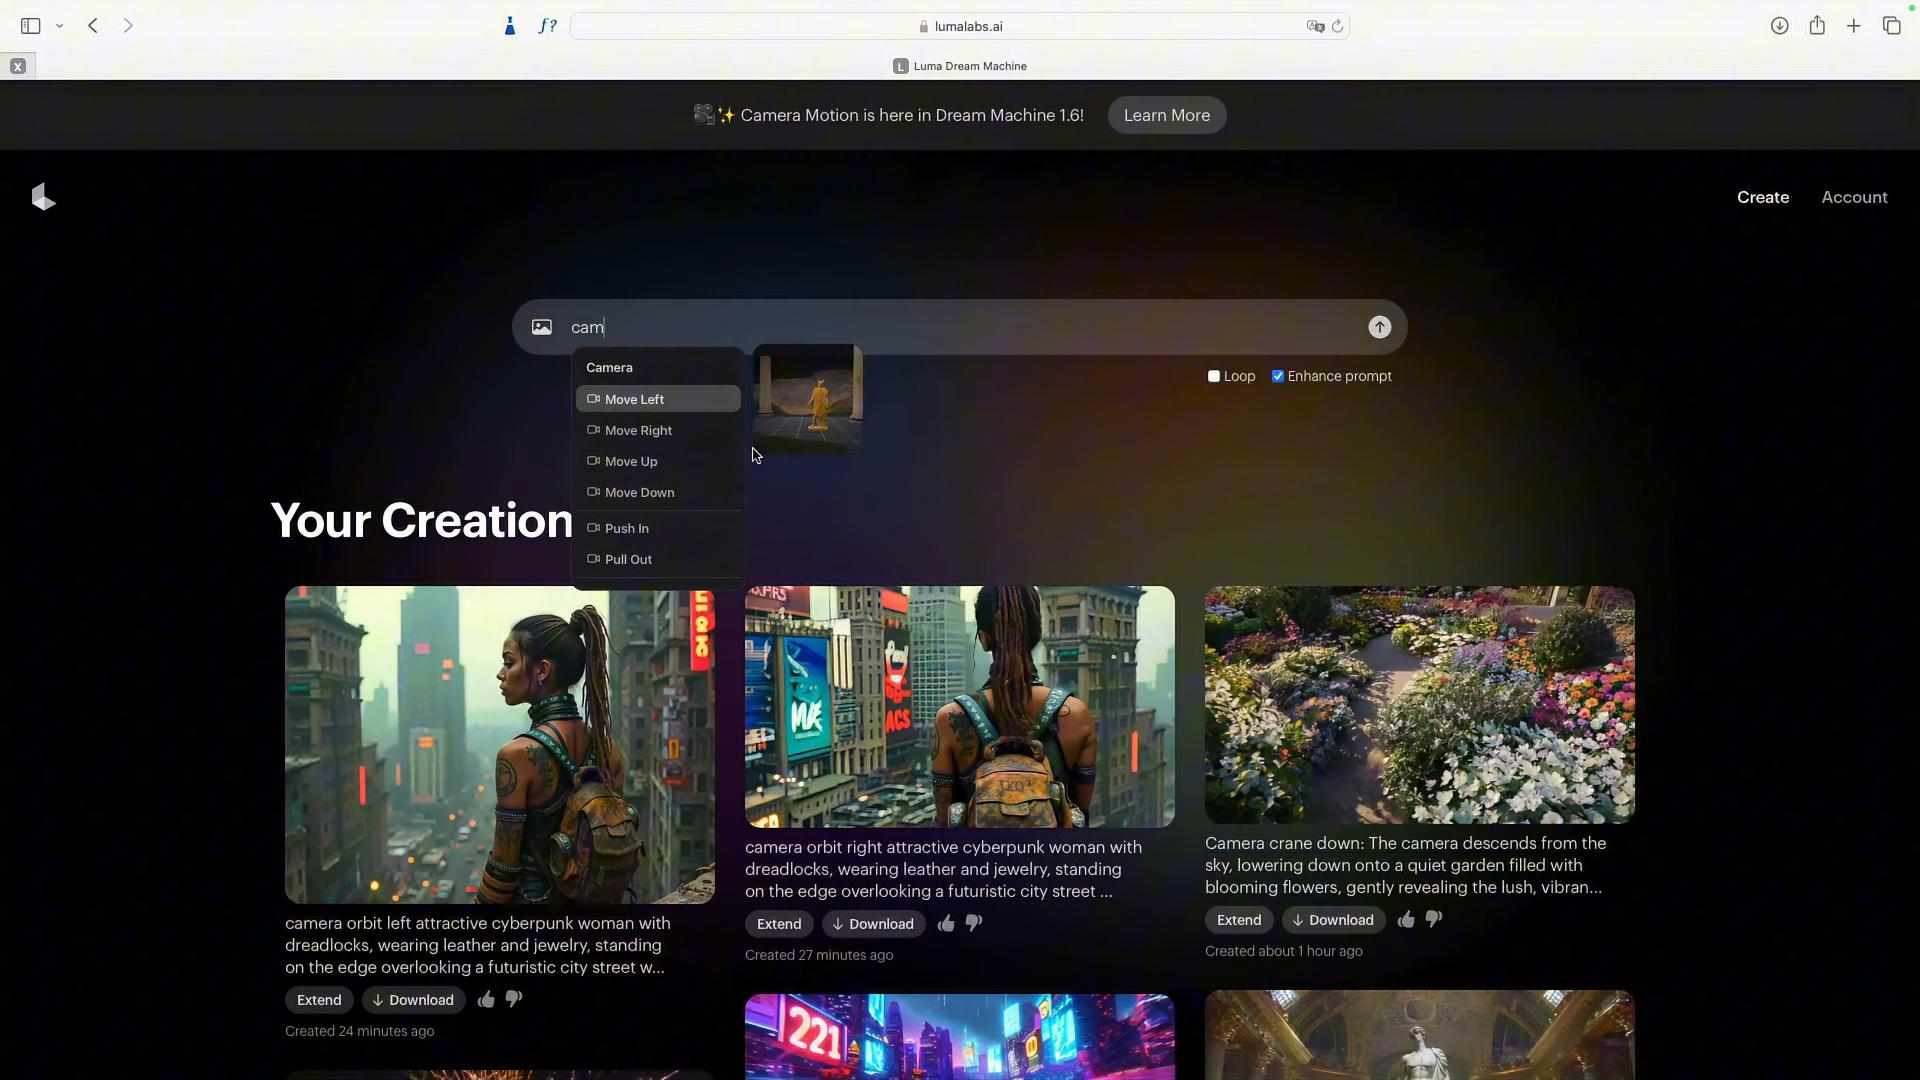 f?
lumalabs.ai
X
L Luma Dream Machine
Camera Motion is here in Dream Machine 1.6!
Learn More
Create
Account
cam
Loop
Enhance prompt
Camera
Move Left
Move Right
Move Up
Move Down
Push In
Pull Out
Your Creation
camera orbit left attractive cyberpunk woman with
dreadlocks, wearing leather and jewelry, standing
on the edge overlooking a futuristic city street w...
Extend
Download
Created 24 minutes ago
camera orbit right attractive cyberpunk woman with
dreadlocks, wearing leather and jewelry, standing
on the edge overlooking a futuristic city street ...
Extend
Download
Created 27 minutes ago
Camera crane down: The camera descends from the
sky, lowering down onto a quiet garden filled with
blooming flowers, gently revealing the lush, vibran...
Extend
Download
Created about 1 hour ago
221